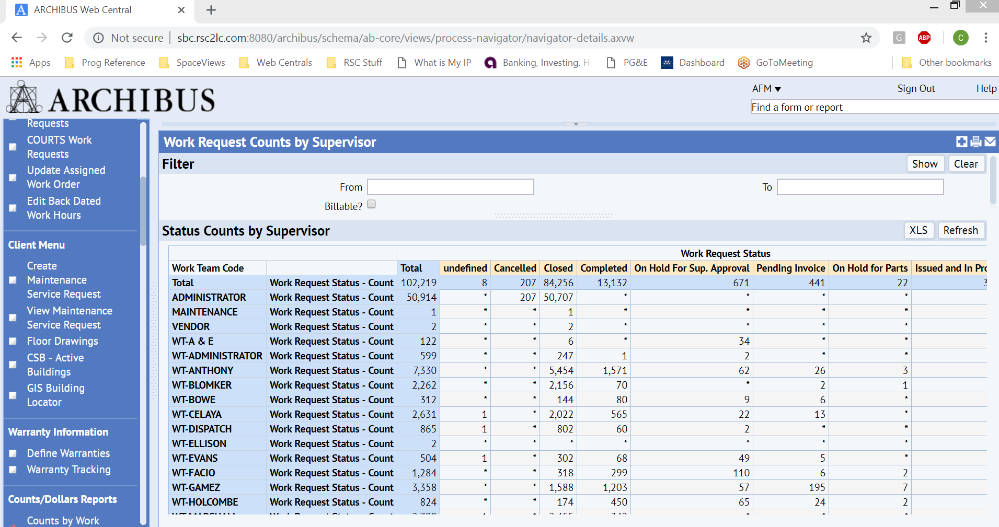 ARCHIBUS Web Central
Not secure | sbc.rsc2lc.com:8080/archibus/schema/ab-core/views/process-navigator/navigator-details.axvw
G ABP C
Apps Prog Reference SpaceViews Web Centrals RSC Stuff What is My IP Banking, Investing, PG&E Dashboard GoToMeeting Other bookmarks
ARCHIBUS
AFM Sign Out Help
Find a form or report
Requests
COURTS Work
Requests
Update Assigned
Work Order
Edit Back Dated
Work Hours
Client Menu
Create
Maintenance
Service Request
View Maintenance
Service Request
Floor Drawings
CSB - Active
Buildings
GIS Building
Locator
Warranty Information
Define Warranties
Warranty Tracking
Counts/Dollars Reports
Counts by Work
Work Request Counts by Supervisor
Filter Show Clear
From To
Billable?
Status Counts by Supervisor XLS Refresh
Work Request Status
Work Team Code Total undefined Cancelled Closed Completed On Hold For Sup. Approval Pending Invoice On Hold for Parts Issued and In
Total Work Request Status - Count 102,219 8 207 84,256 13,132 671 441 22
ADMINISTRATOR Work Request Status - Count 50,914 * 207 50,707 * * * *
MAINTENANCE Work Request Status - Count 1 * * 1 * * * *
VENDOR Work Request Status - Count 2 * * 2 * * * *
WT-A & E Work Request Status - Count 122 * * 6 * 34 * *
WT-ADMINISTRATOR Work Request Status - Count 599 * * 247 1 2 * *
WT-ANTHONY Work Request Status - Count 7,330 * * 5,454 1,571 62 26 3
WT-BLOMKER Work Request Status - Count 2,262 * * 2,156 70 * 2 1
WT-BOWE Work Request Status - Count 312 * * 144 80 9 6 *
WT-CELAYA Work Request Status - Count 2,631 1 * 2,022 565 22 13 *
WT-DISPATCH Work Request Status - Count 865 1 * 802 60 2 * *
WT-ELLISON Work Request Status - Count 2 * * * * * * *
WT-EVANS Work Request Status - Count 504 1 * 302 68 49 5 *
WT-FACIO Work Request Status - Count 1,284 * * 318 299 110 6 2
WT-GAMEZ Work Request Status - Count 3,358 * * 1,588 1,203 57 195 7
WT-HOLCOMBE Work Request Status - Count 824 * * 174 450 65 24 2